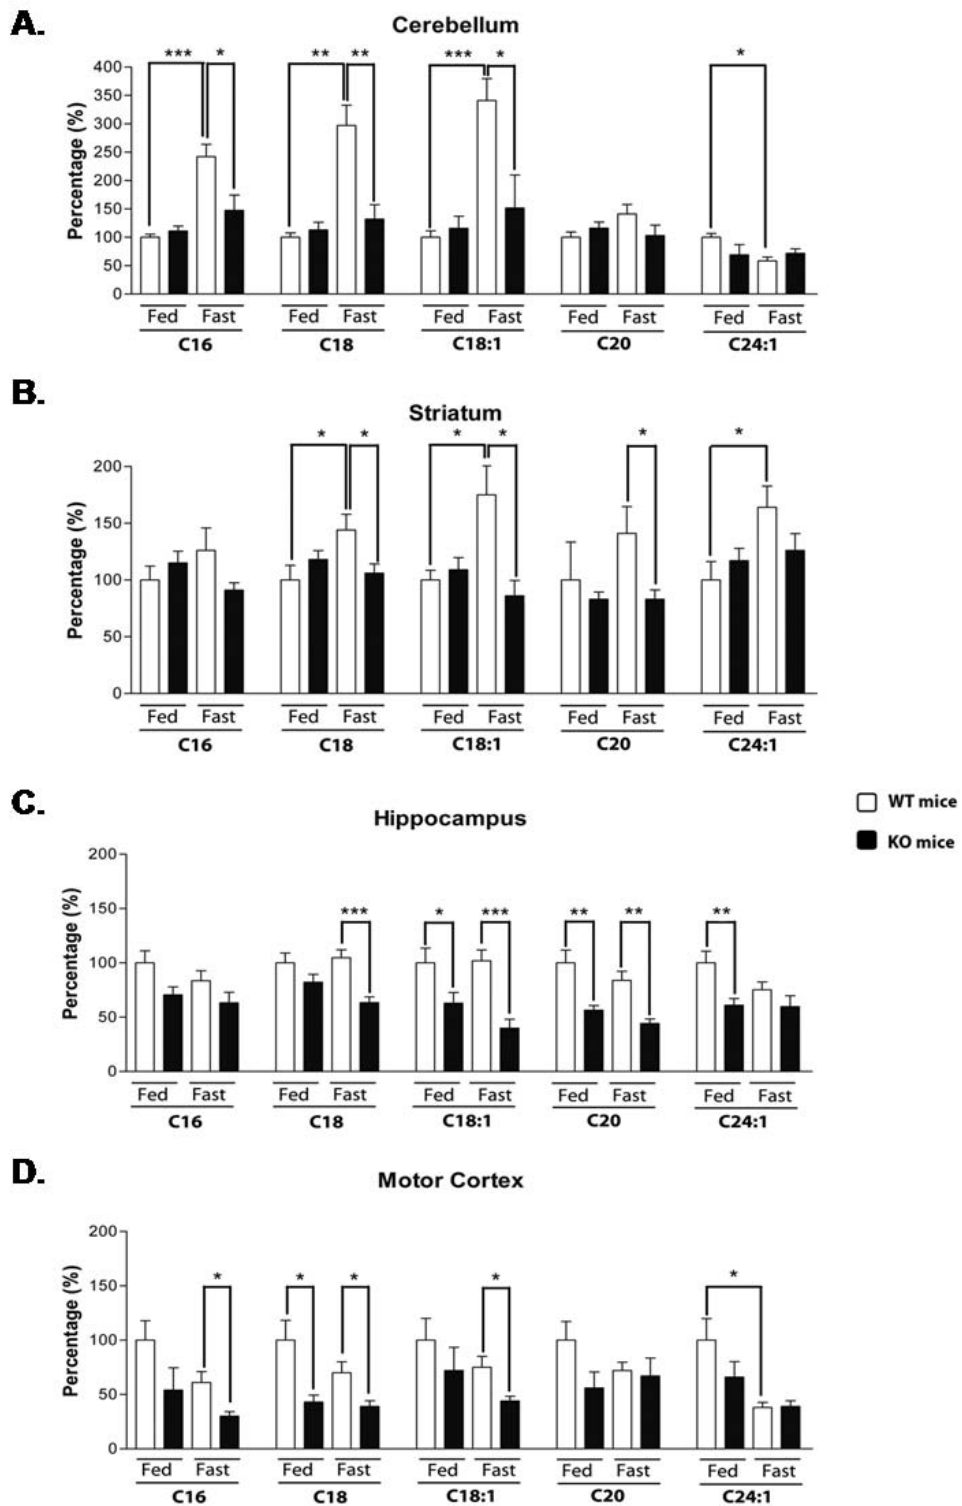 A.
Cerebellum
*** * ** ** *** * *
400
350
300
250
200
150
100
50
0
Percentage (%)
Fed Fast Fed Fast Fed Fast Fed Fast Fed Fast
C16 C18 C18:1 C20 C24:1
B.
Striatum
* * * * * *
200
150
100
50
0
Percentage (%)
Fed Fast Fed Fast Fed Fast Fed Fast Fed Fast
C16 C18 C18:1 C20 C24:1
C.
Hippocampus
WT mice
KO mice
*** * *** ** ** **
200
150
100
50
0
Percentage (%)
Fed Fast Fed Fast Fed Fast Fed Fast Fed Fast
C16 C18 C18:1 C20 C24:1
D.
Motor Cortex
* * * * *
200
150
100
50
0
Percentage (%)
Fed Fast Fed Fast Fed Fast Fed Fast Fed Fast
C16 C18 C18:1 C20 C24:1